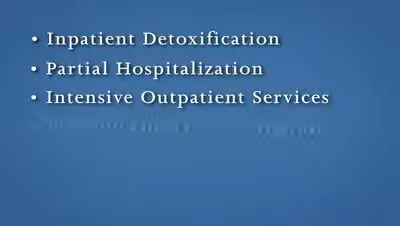 • Inpatient Detoxification
• Partial Hospitalization
• Intensive Outpatient Services